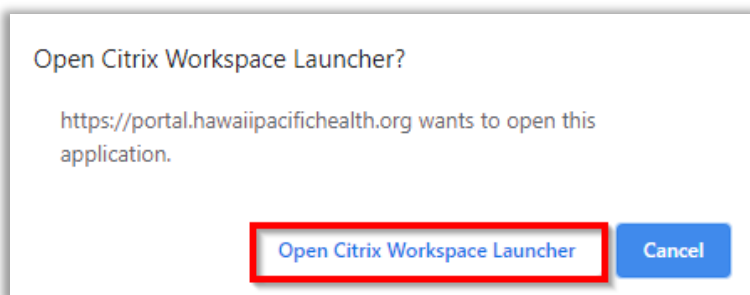 Open Citrix Workspace Launcher?
https://portal.hawaiipacifichealth.org wants to open this
application.
Open Citrix Workspace Launcher
Cancel